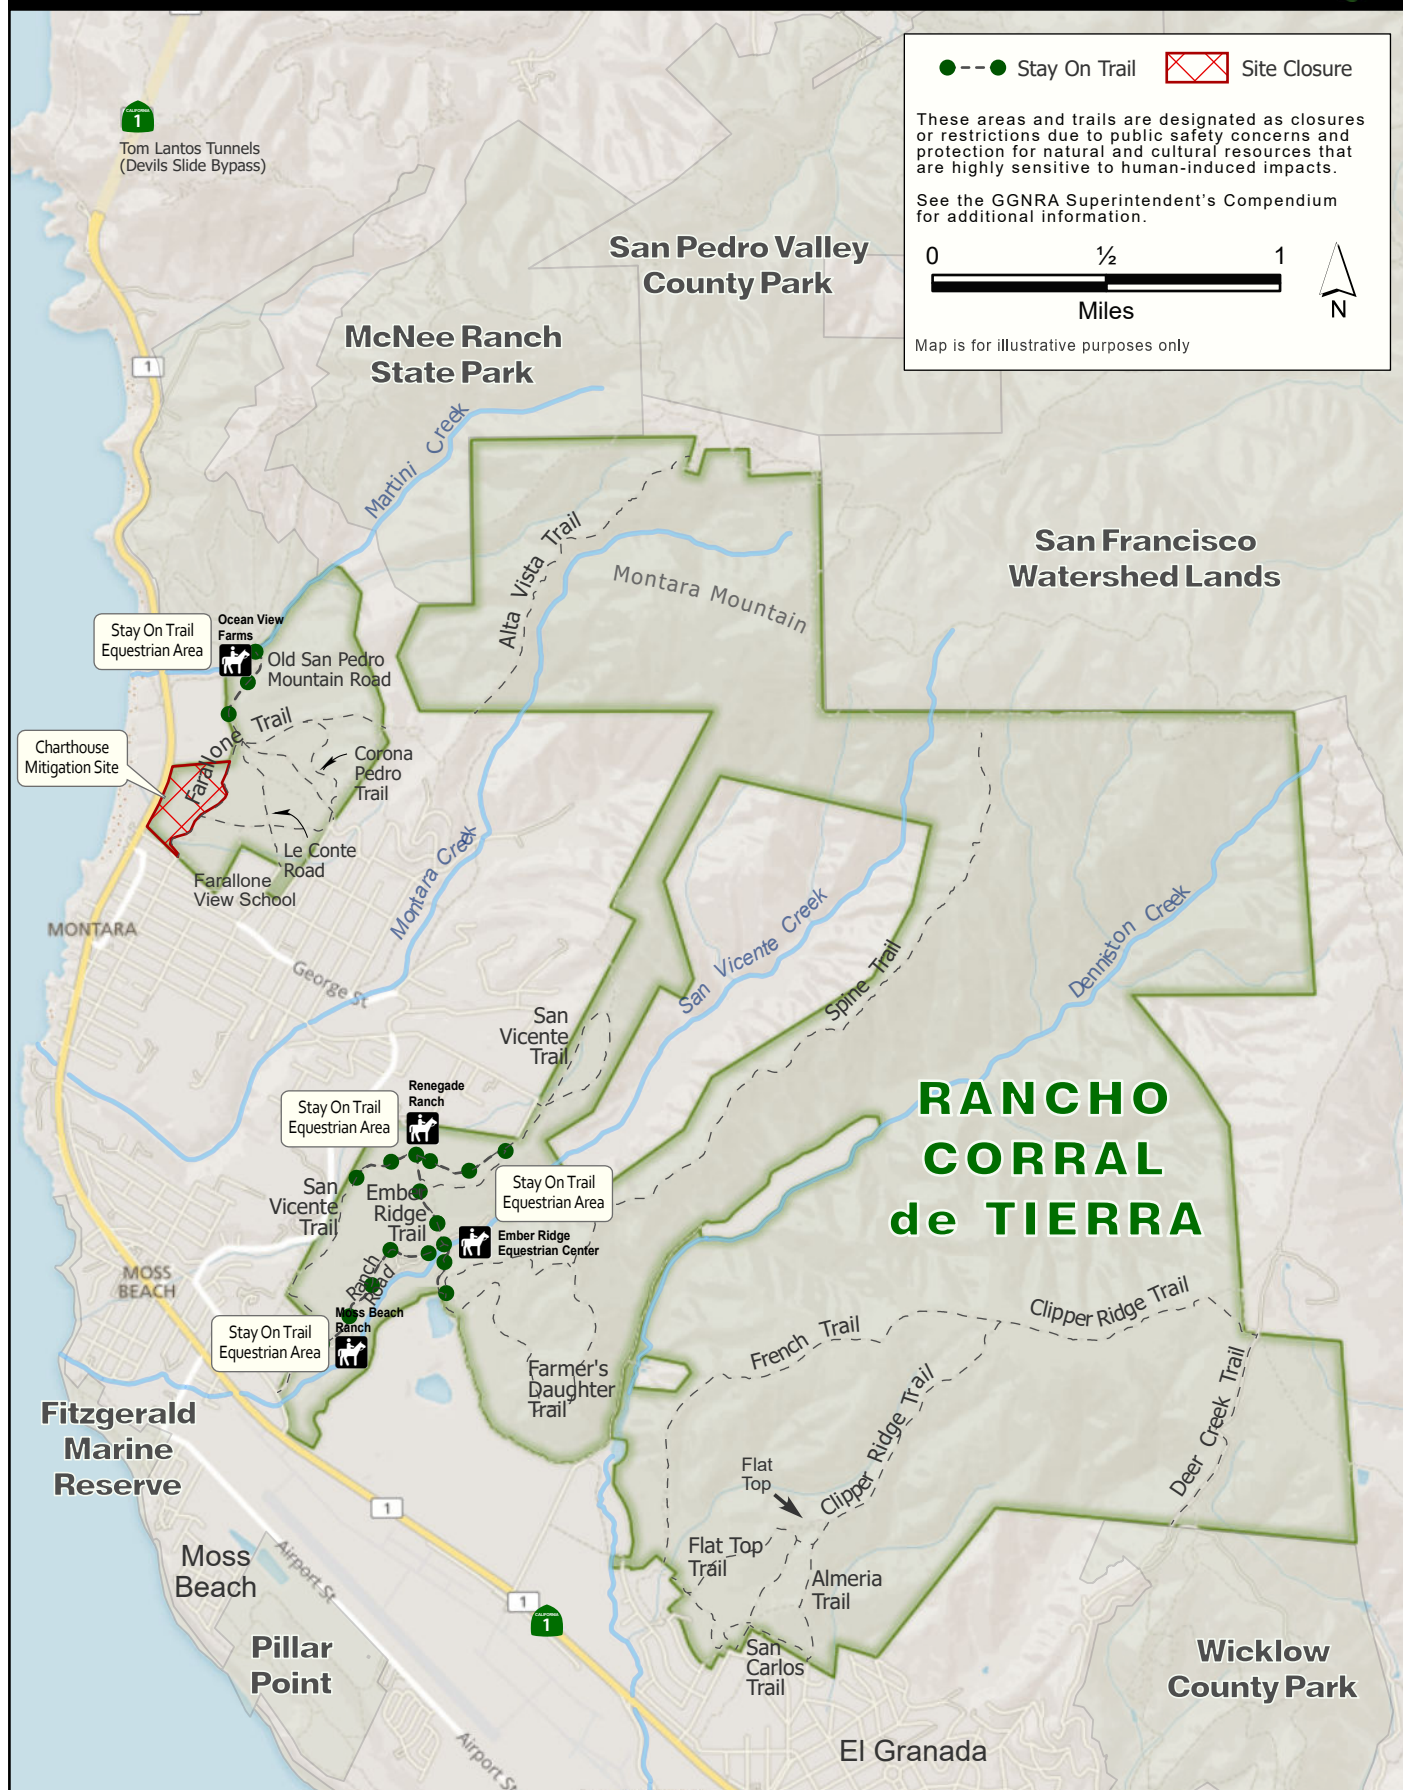 Stay On Trail
Site Closure
These areas and trails are designated as closures
or restrictions due to public safety concerns and
protection for natural and cultural resources that
are highly sensitive to human-induced impacts.
See the GGNRA Superintendent's Compendium
for additional information.
0 ½ 1
Miles
N
Map is for illustrative purposes only
CALIFORNIA
1
Tom Lantos Tunnels
(Devils Slide Bypass)
San Pedro Valley
County Park
McNee Ranch
State Park
1
Martini Creek
San Francisco
Watershed Lands
Alta Vista Trail
Montara Mountain
Stay On Trail
Equestrian Area
Ocean View
Farms
Old San Pedro
Mountain Road
Farallone Trail
Charthouse
Mitigation Site
Corona
Pedro
Trail
Le Conte
Road
Farallone
View School
Montara Creek
MONTARA
George St
San Vicente Creek
Spine Trail
Denniston Creek
San
Vicente
Trail
RANCHO
CORRAL
de TIERRA
Renegade
Ranch
Stay On Trail
Equestrian Area
Stay On Trail
Equestrian Area
San
Vicente
Trail
Ember
Ridge
Trail
Ember Ridge
Equestrian Center
Ranch
Road
MOSS
BEACH
Moss Beach
Ranch
Stay On Trail
Equestrian Area
Farmer's
Daughter
Trail
French Trail
Clipper Ridge Trail
Clipper Ridge Trail
Deer Creek Trail
Fitzgerald
Marine
Reserve
Flat
Top
1
Flat Top
Trail
Almeria
Trail
Moss
Beach
Airport St
1
CALIFORNIA
1
Pillar
Point
San
Carlos
Trail
Wicklow
County Park
Airport St
El Granada